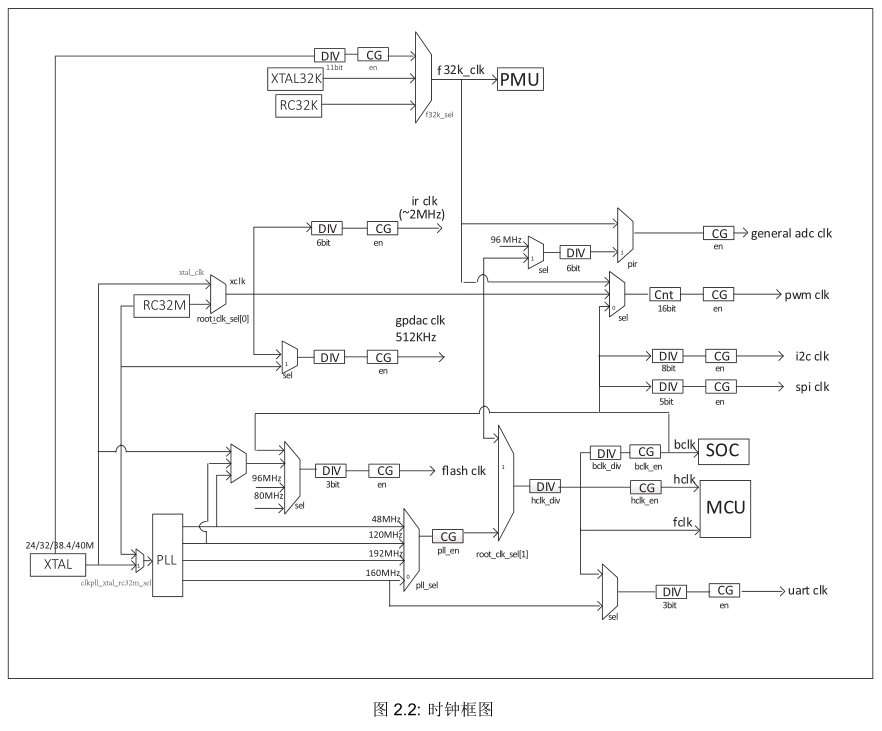 DIV
CG
11bit
en
XTAL32K
RC32K
f32k_clk
PMU
f32k_sel
ir clk
(~2MHz)
DIV
CG
6bit
en
96 MHz
1
sel
DIV
6bit
1
pir
CG
en
general adc clk
xtal_clk
xclk
RC32M
1
root_clk_sel[0]
0
sel
Cnt
16bit
CG
en
pwm clk
gpdac clk
512KHz
1
sel
DIV
CG
en
DIV
8bit
CG
en
i2c clk
DIV
5bit
CG
en
spi clk
96MHz
80MHz
sel
DIV
3bit
CG
en
flash clk
1
root_clk_sel[1]
DIV
hclk_div
DIV
bclk_div
CG
bclk_en
bclk
SOC
CG
hclk_en
hclk
fclk
MCU
24/32/38.4/40M
XTAL
1
clkpll_xtal_rc32m_sel
PLL
48MHz
120MHz
192MHz
160MHz
0
pll_sel
CG
pll_en
sel
DIV
3bit
CG
en
uart clk
图 2.2: 时钟框图